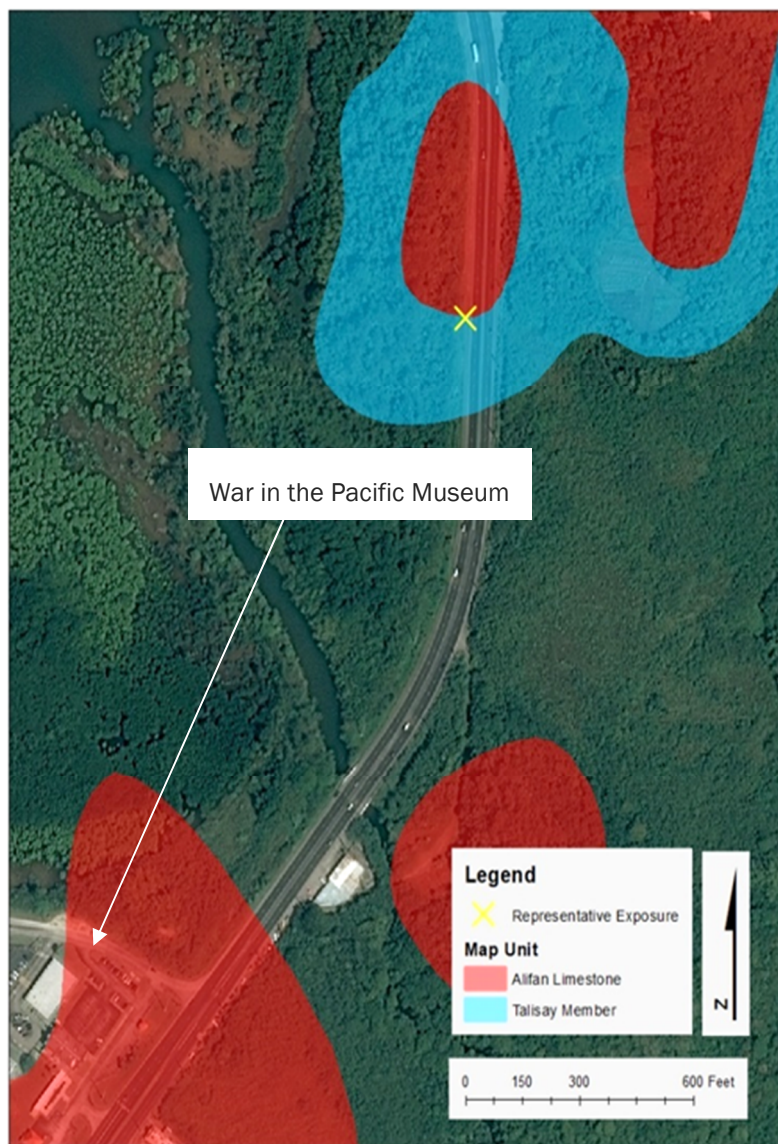 War in the Pacific Museum
Legend
Representative Exposure
Map Unit
Alifan Limestone
Talisay Member
N
0 150 300 600 Feet